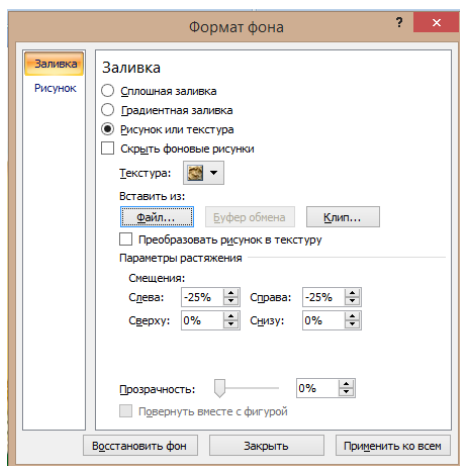 Формат фона
?
×
Заливка
Рисунок
Заливка
Сплошная заливка
Градиентная заливка
Рисунок или текстура
Скрыть фоновые рисунки
Текстура:
Вставить из:
Файл... Буфер обмена Клип...
Преобразовать рисунок в текстуру
Параметры растяжения
Смещения:
Слева: -25% Справа: -25%
Сверху: 0% Снизу: 0%
Прозрачность: 0%
Повернуть вместе с фигурой
Восстановить фон Закрыть Применить ко всем